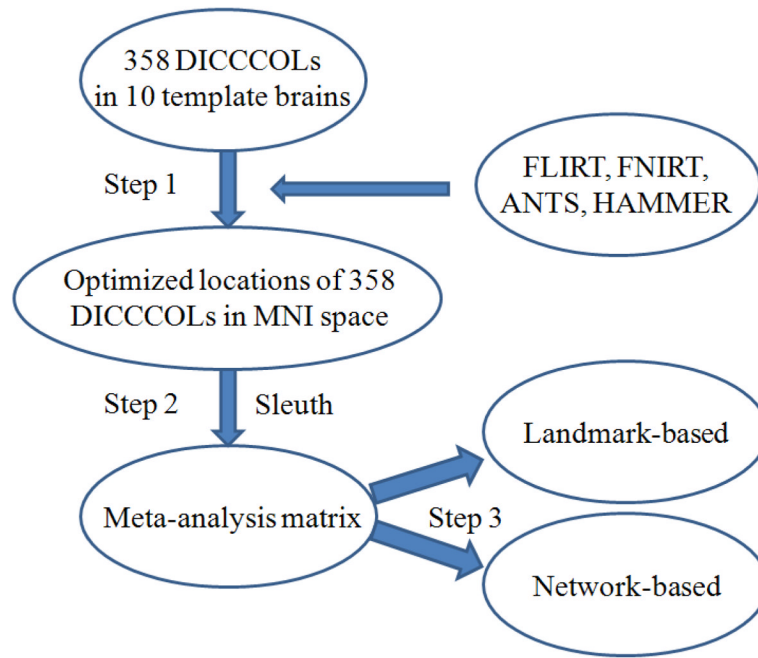 358 DICCCOLs
in 10 template brains
Step 1
FLIRT, FNIRT,
ANTS, HAMMER
Optimized locations of 358
DICCCOLs in MNI space
Step 2
Sleuth
Landmark-based
Meta-analysis matrix
Step 3
Network-based